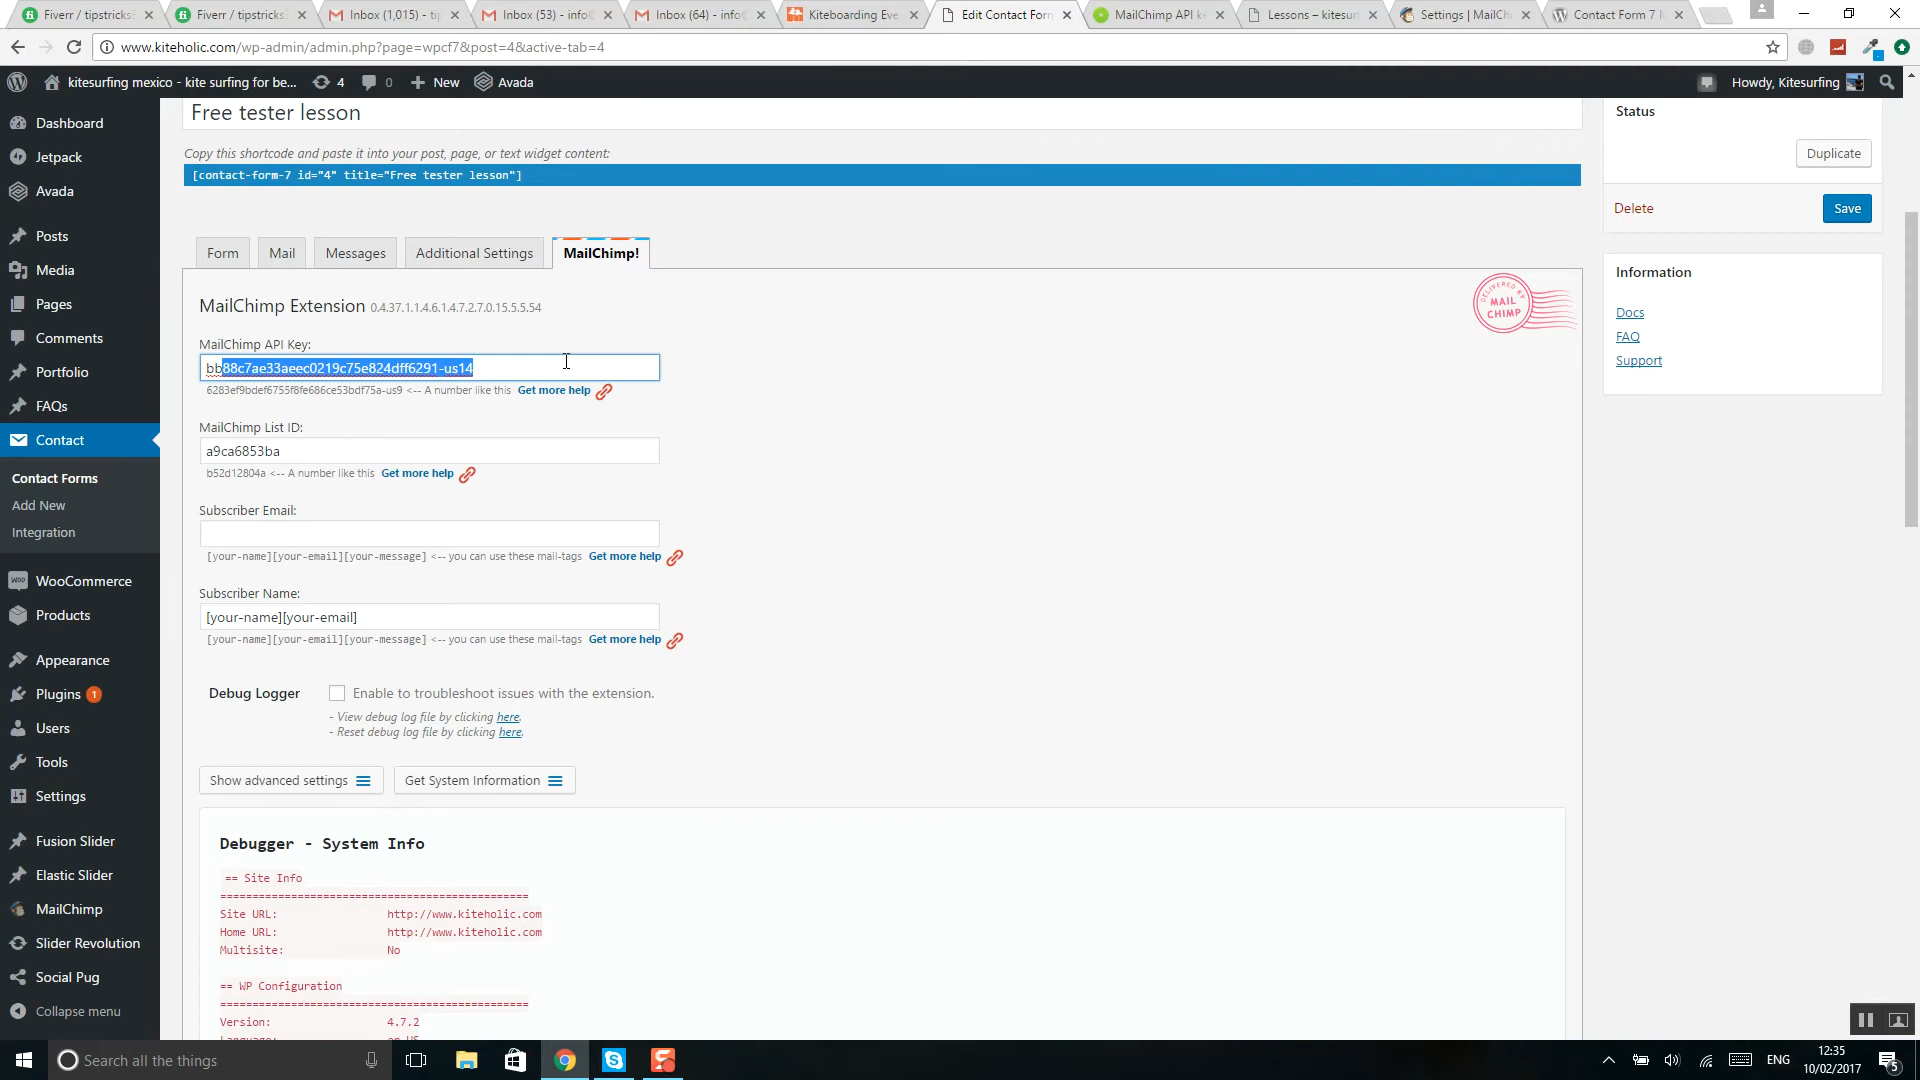 Fiverr / tipstricks
Fiverr / tipstricks
Inbox (1,015) - ti
Inbox (53) - info@
Inbox (64) - info@
Kiteboarding Eve
Edit Contact Form
MailChimp API k
Lessons – kitesur
Settings | MailCh
Contact Form 7
www.kiteholic.com/wp-admin/admin.php?page=wpcf7&post=4&active-tab=4
kitesurfing mexico - kite surfing for be...
4
0
New
Avada
Howdy, Kitesurfing
Dashboard
Jetpack
Avada
Posts
Media
Pages
Comments
Portfolio
FAQs
Contact
Contact Forms
Add New
Integration
WooCommerce
Products
Appearance
Plugins 1
Users
Tools
Settings
Fusion Slider
Elastic Slider
MailChimp
Slider Revolution
Social Pug
Collapse menu
Free tester lesson
Copy this shortcode and paste it into your post, page, or text widget content:
[contact-form-7 id="4" title="Free tester lesson"]
Form
Mail
Messages
Additional Settings
MailChimp!
MailChimp Extension 0.4.37.1.1.4.6.1.4.7.2.7.0.15.5.5.54
DELIVERED BY
MAIL
CHIMP
MailChimp API Key:
bb88c7ae33aeec0219c75e824dff6291-us14
6283ef9bdef6755f8fe686ce53bdf75a-us9 <-- A number like this Get more help
MailChimp List ID:
a9ca6853ba
b52d12804a <-- A number like this Get more help
Subscriber Email:
[your-name][your-email][your-message] <-- you can use these mail-tags Get more help
Subscriber Name:
[your-name][your-email]
[your-name][your-email][your-message] <-- you can use these mail-tags Get more help
Debug Logger
Enable to troubleshoot issues with the extension.
- View debug log file by clicking here.
- Reset debug log file by clicking here.
Show advanced settings
Get System Information
Debugger - System Info
== Site Info
==============================================
Site URL: http://www.kiteholic.com
Home URL: http://www.kiteholic.com
Multisite: No
== WP Configuration
==============================================
Version: 4.7.2
Status
Duplicate
Delete
Save
Information
Docs
FAQ
Support
Search all the things
ENG
12:35
10/02/2017
5